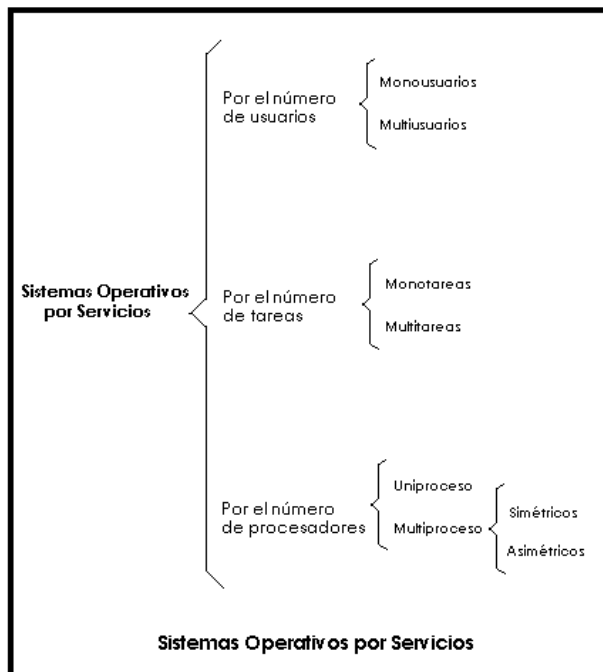 Sistemas Operativos
por Servicios
Por el número
de usuarios
Monousuarios
Multiusuarios
Por el número
de tareas
Monotareas
Multitareas
Por el número
de procesadores
Uniproceso
Multiproceso
Simétricos
Asimétricos
Sistemas Operativos por Servicios